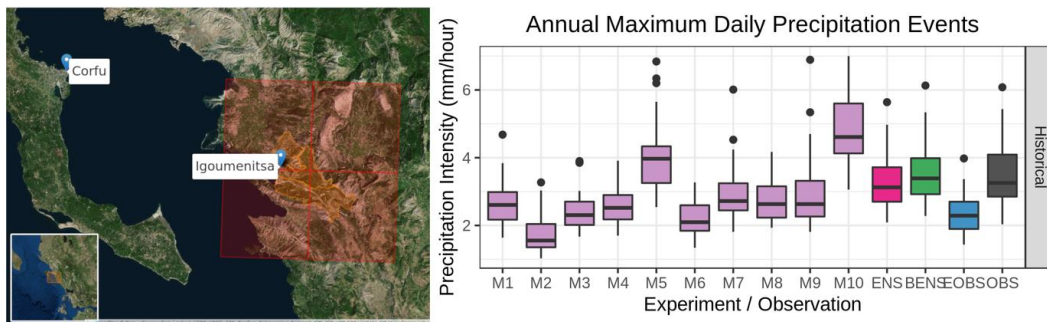 Corfu
Igoumenitsa
Annual Maximum Daily Precipitation Events
Precipitation Intensity (mm/hour)
6
4
2
M1 M2 M3 M4 M5 M6 M7 M8 M9 M10 ENS BENS EOBS OBS
Experiment / Observation
Historical